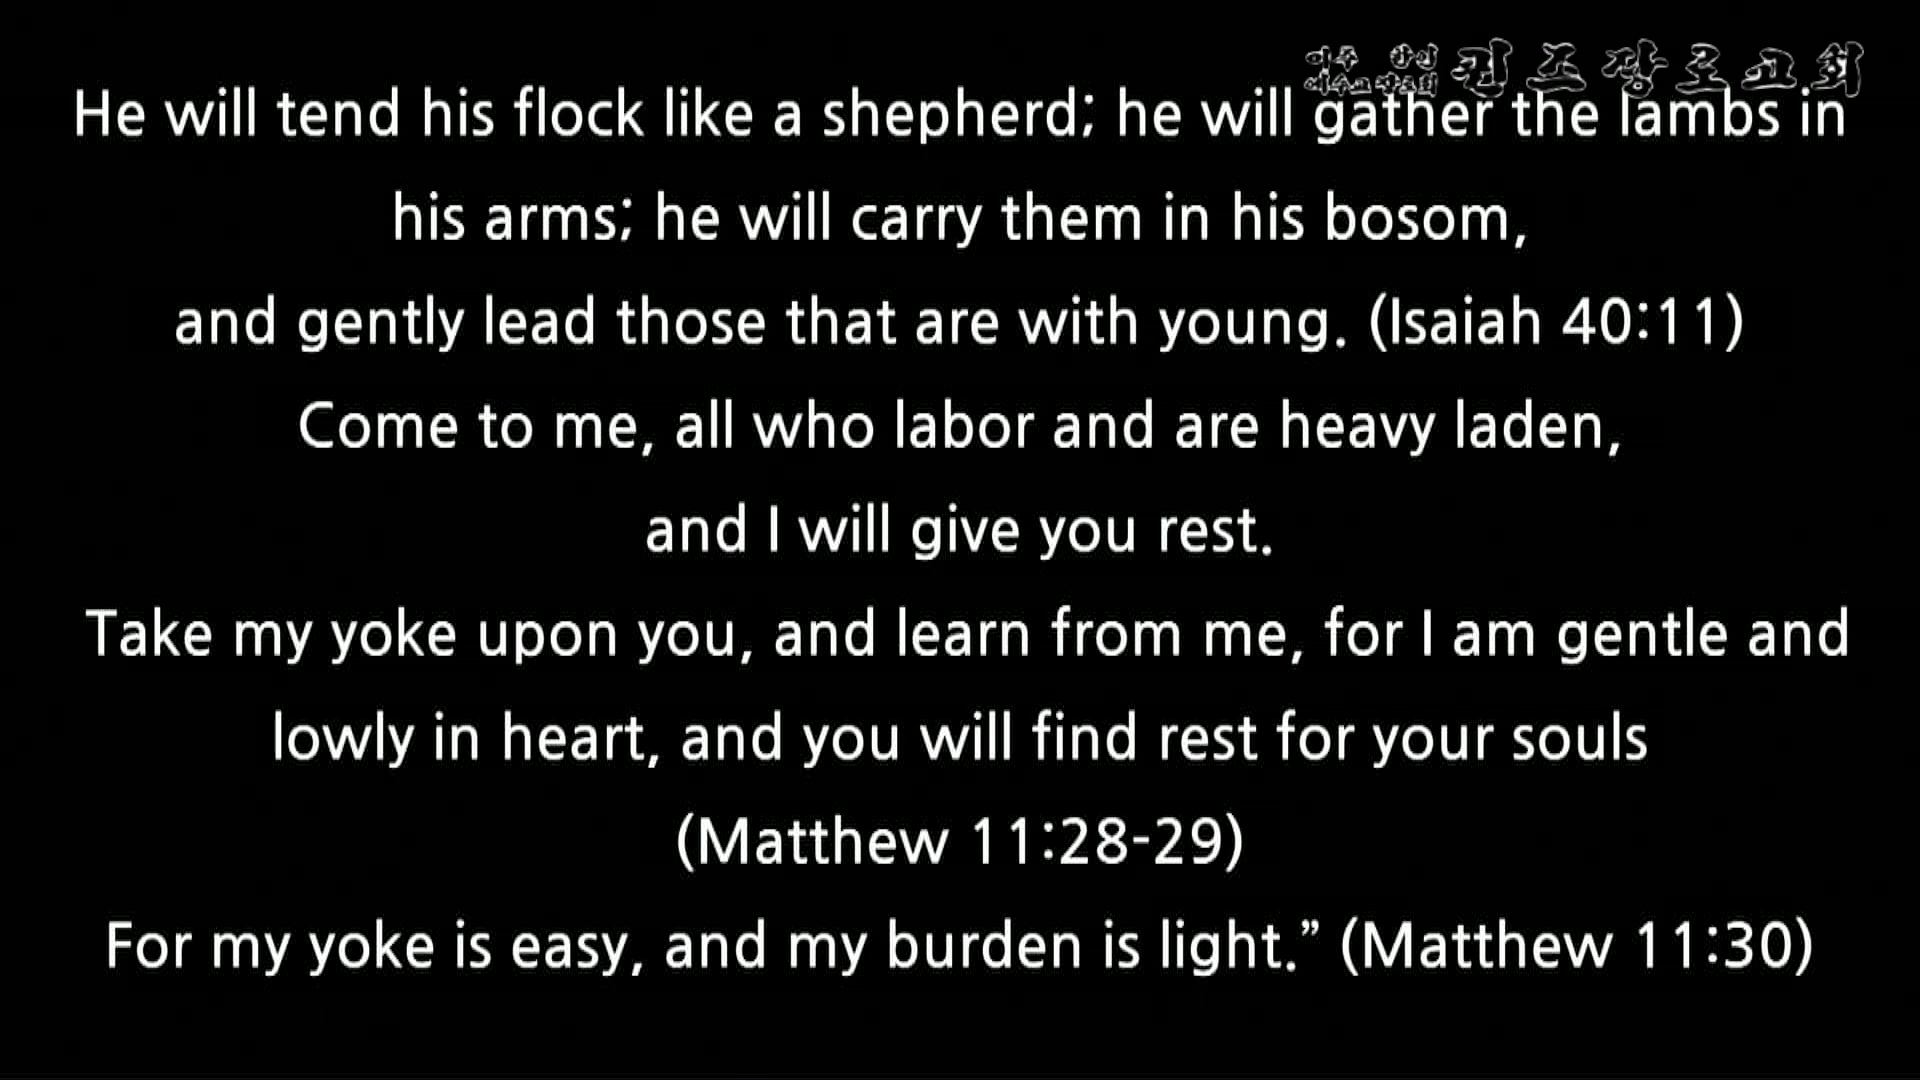 He will tend his flock like a shepherd; he will gather the lambs in
his arms; he will carry them in his bosom,
and gently lead those that are with young. (Isaiah 40:11)
Come to me, all who labor and are heavy laden,
and I will give you rest.
Take my yoke upon you, and learn from me, for I am gentle and
lowly in heart, and you will find rest for your souls
(Matthew 11:28-29)
For my yoke is easy, and my burden is light.” (Matthew 11:30)
장로교회